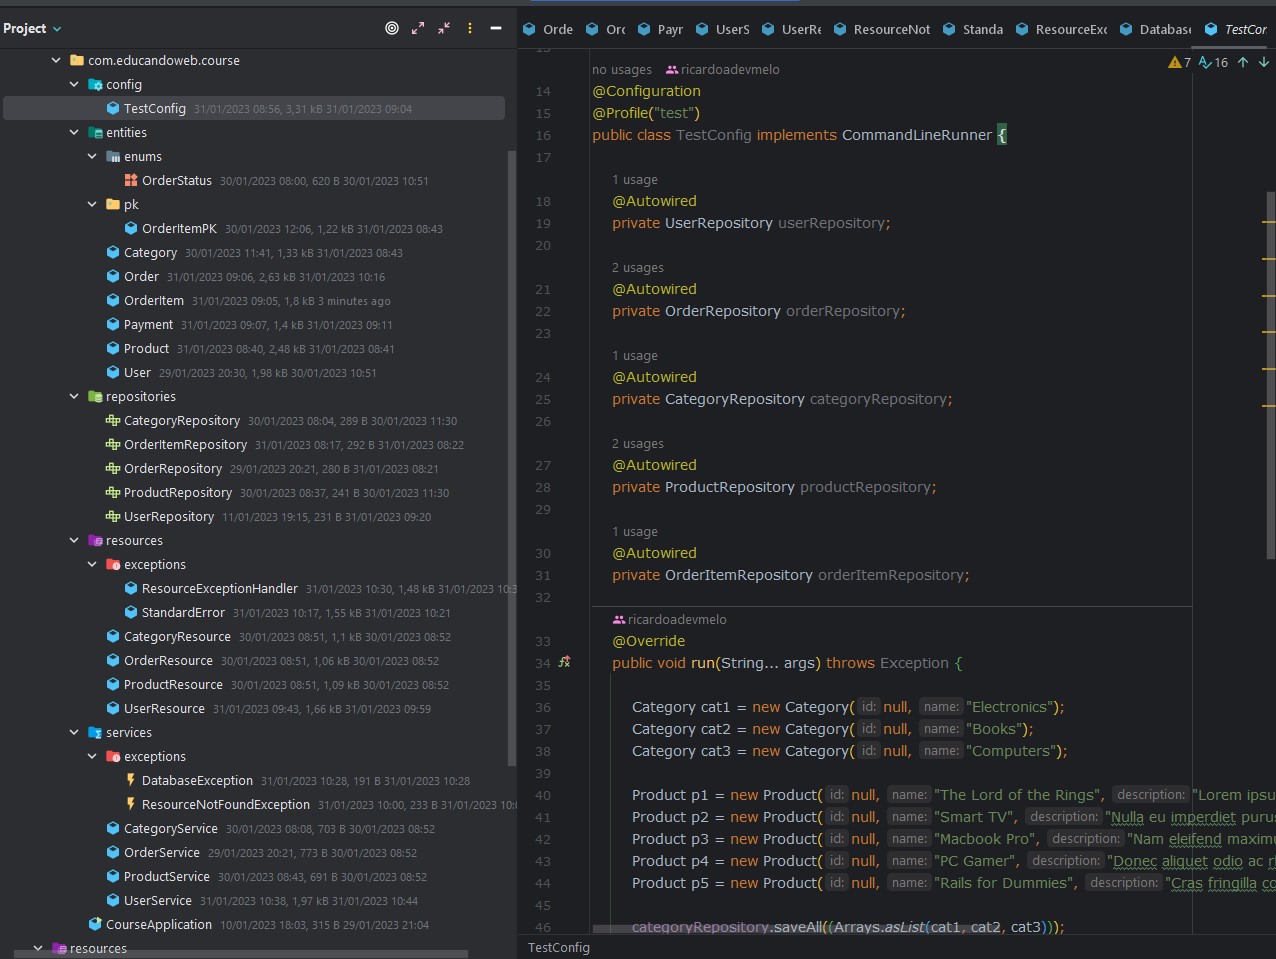 Project
com.educandoweb.course
config
TestConfig 31/01/2023 08:56, 3,31 kB 31/01/2023 09:04
entities
enums
OrderStatus 30/01/2023 08:00, 620 B 30/01/2023 10:51
pk
OrderItemPK 30/01/2023 12:06, 1,22 kB 31/01/2023 08:43
Category 30/01/2023 11:41, 1,33 kB 31/01/2023 08:43
Order 31/01/2023 09:06, 2,63 kB 31/01/2023 10:16
OrderItem 31/01/2023 09:05, 1,8 kB 3 minutes ago
Payment 31/01/2023 09:07, 1,4 kB 31/01/2023 09:11
Product 31/01/2023 08:40, 2,48 kB 31/01/2023 08:41
User 29/01/2023 20:30, 1,98 kB 30/01/2023 10:51
repositories
CategoryRepository 30/01/2023 08:04, 289 B 30/01/2023 11:30
OrderItemRepository 31/01/2023 08:17, 292 B 31/01/2023 08:22
OrderRepository 29/01/2023 20:21, 280 B 31/01/2023 08:21
ProductRepository 30/01/2023 08:37, 241 B 30/01/2023 11:30
UserRepository 11/01/2023 19:15, 231 B 31/01/2023 09:20
resources
exceptions
ResourceExceptionHandler 31/01/2023 10:30, 1,48 kB 31/01/2023 10:3
StandardError 31/01/2023 10:17, 1,55 kB 31/01/2023 10:21
CategoryResource 30/01/2023 08:51, 1,1 kB 30/01/2023 08:52
OrderResource 30/01/2023 08:51, 1,06 kB 30/01/2023 08:52
ProductResource 30/01/2023 08:51, 1,09 kB 30/01/2023 08:52
UserResource 31/01/2023 09:43, 1,66 kB 31/01/2023 09:59
services
exceptions
DatabaseException 31/01/2023 10:28, 191 B 31/01/2023 10:28
ResourceNotFoundException 31/01/2023 10:00, 233 B 31/01/2023 10:0
CategoryService 30/01/2023 08:08, 703 B 30/01/2023 08:52
OrderService 29/01/2023 20:21, 773 B 30/01/2023 08:52
ProductService 30/01/2023 08:43, 691 B 30/01/2023 08:52
UserService 31/01/2023 10:38, 1,97 kB 31/01/2023 10:44
CourseApplication 10/01/2023 18:03, 315 B 29/01/2023 21:04
resources
Orde Orc Payr UserS UserRe ResourceNot Standa ResourceExc Database TestCor
7 16
no usages ricardoadevmelo
14 @Configuration
15 @Profile("test")
16 public class TestConfig implements CommandLineRunner {
17
1 usage
18 @Autowired
19 private UserRepository userRepository;
20
2 usages
21 @Autowired
22 private OrderRepository orderRepository;
23
1 usage
24 @Autowired
25 private CategoryRepository categoryRepository;
26
2 usages
27 @Autowired
28 private ProductRepository productRepository;
29
1 usage
30 @Autowired
31 private OrderItemRepository orderItemRepository;
32
ricardoadevmelo
33 @Override
34 public void run(String... args) throws Exception {
35
36 Category cat1 = new Category( id: null, name: "Electronics");
37 Category cat2 = new Category( id: null, name: "Books");
38 Category cat3 = new Category( id: null, name: "Computers");
39
40 Product p1 = new Product( id: null, name: "The Lord of the Rings", description: "Lorem ipsu
41 Product p2 = new Product( id: null, name: "Smart TV", description: "Nulla eu imperdiet purus
42 Product p3 = new Product( id: null, name: "Macbook Pro", description: "Nam eleifend maximu
43 Product p4 = new Product( id: null, name: "PC Gamer", description: "Donec aliquet odio ac rl
44 Product p5 = new Product( id: null, name: "Rails for Dummies", description: "Cras fringilla co
45
46 categoryRepository.saveAll((Arrays.asList(cat1, cat2, cat3)));
TestConfig